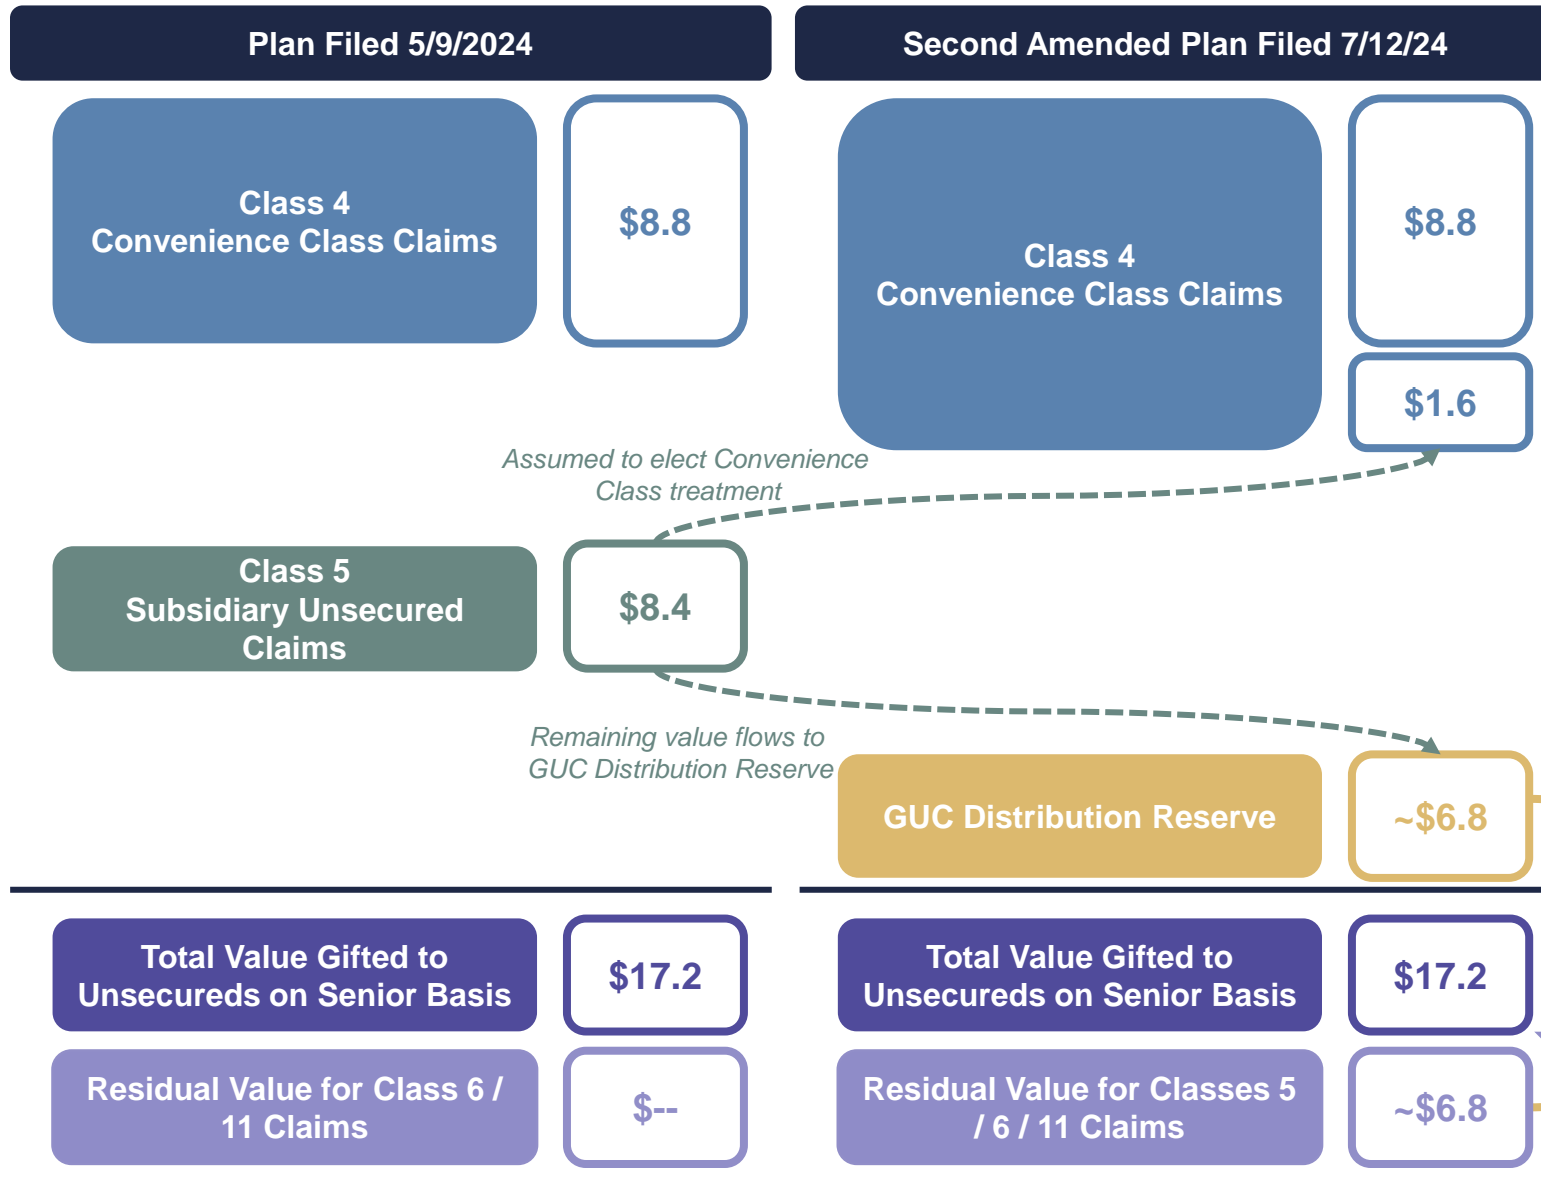 Plan Filed 5/9/2024
Second Amended Plan Filed 7/12/24
Class 4
Convenience Class Claims
$8.8
Class 4
Convenience Class Claims
$8.8
$1.6
Assumed to elect Convenience
Class treatment
Class 5
Subsidiary Unsecured
Claims
$8.4
Remaining value flows to
GUC Distribution Reserve
GUC Distribution Reserve
~$6.8
Total Value Gifted to
Unsecureds on Senior Basis
$17.2
Total Value Gifted to
Unsecureds on Senior Basis
$17.2
Residual Value for Class 6 /
11 Claims
$--
Residual Value for Classes 5
/ 6 / 11 Claims
~$6.8